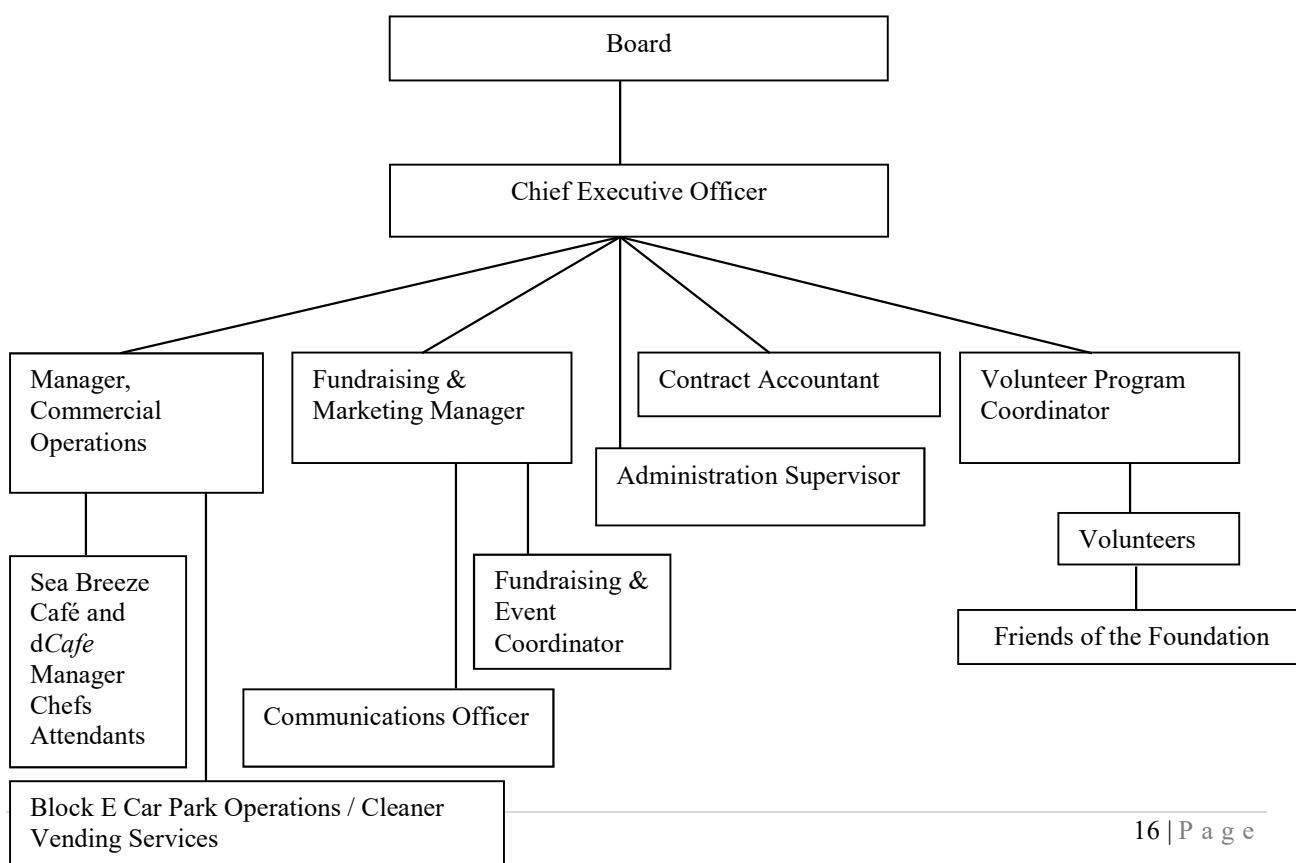 Board
Chief Executive Officer
Manager,
Commercial
Operations
Fundraising &
Marketing Manager
Contract Accountant
Volunteer Program
Coordinator
Administration Supervisor
Volunteers
Sea Breeze
Café and
dCafe
Manager
Chefs
Attendants
Fundraising &
Event
Coordinator
Friends of the Foundation
Communications Officer
Block E Car Park Operations / Cleaner
Vending Services
16 | P a g e